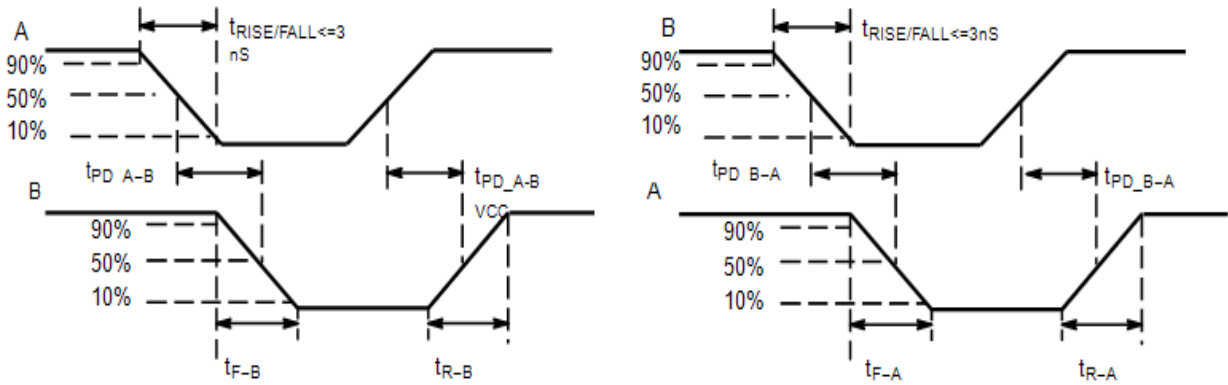 A
tRISE/FALL<=3
nS
90%
50%
10%
tPD A−B
tPD_A-B
VCC
B
90%
50%
10%
tF−B
tR−B
B
tRISE/FALL<=3nS
90%
50%
10%
tPD B−A
tPD_B−A
A
90%
50%
10%
tF−A
tR−A